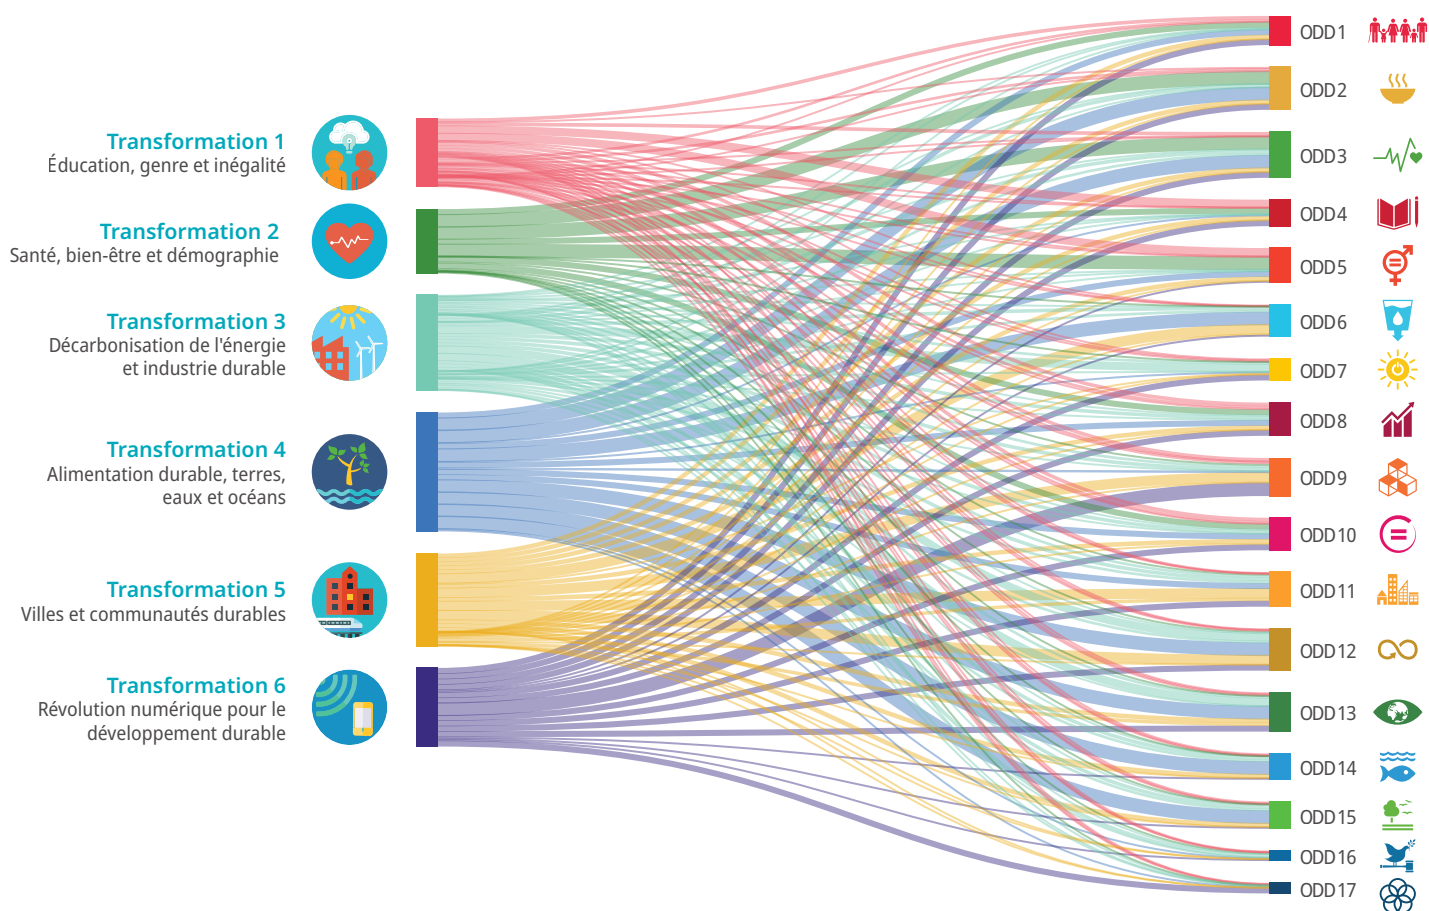 Transformation 1
Éducation, genre et inégalité
Transformation 2
Santé, bien-être et démographie
Transformation 3
Décarbonisation de l'énergie
et industrie durable
Transformation 4
Alimentation durable, terres,
eaux et océans
Transformation 5
Villes et communautés durables
Transformation 6
Révolution numérique pour le
développement durable
ODD1
ODD2
ODD3
ODD4
ODD5
ODD6
ODD7
ODD8
ODD9
ODD10
ODD11
ODD12
ODD13
ODD14
ODD15
ODD16
ODD17